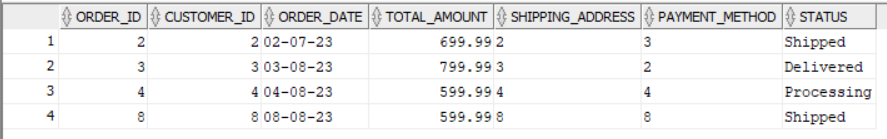 ORDER_ID CUSTOMER_ID ORDER_DATE TOTAL_AMOUNT SHIPPING_ADDRESS PAYMENT_METHOD STATUS
1 2 2 02-07-23 699.99 2 3 Shipped
2 3 3 03-08-23 799.99 3 2 Delivered
3 4 4 04-08-23 599.99 4 4 Processing
4 8 8 08-08-23 599.99 8 8 Shipped